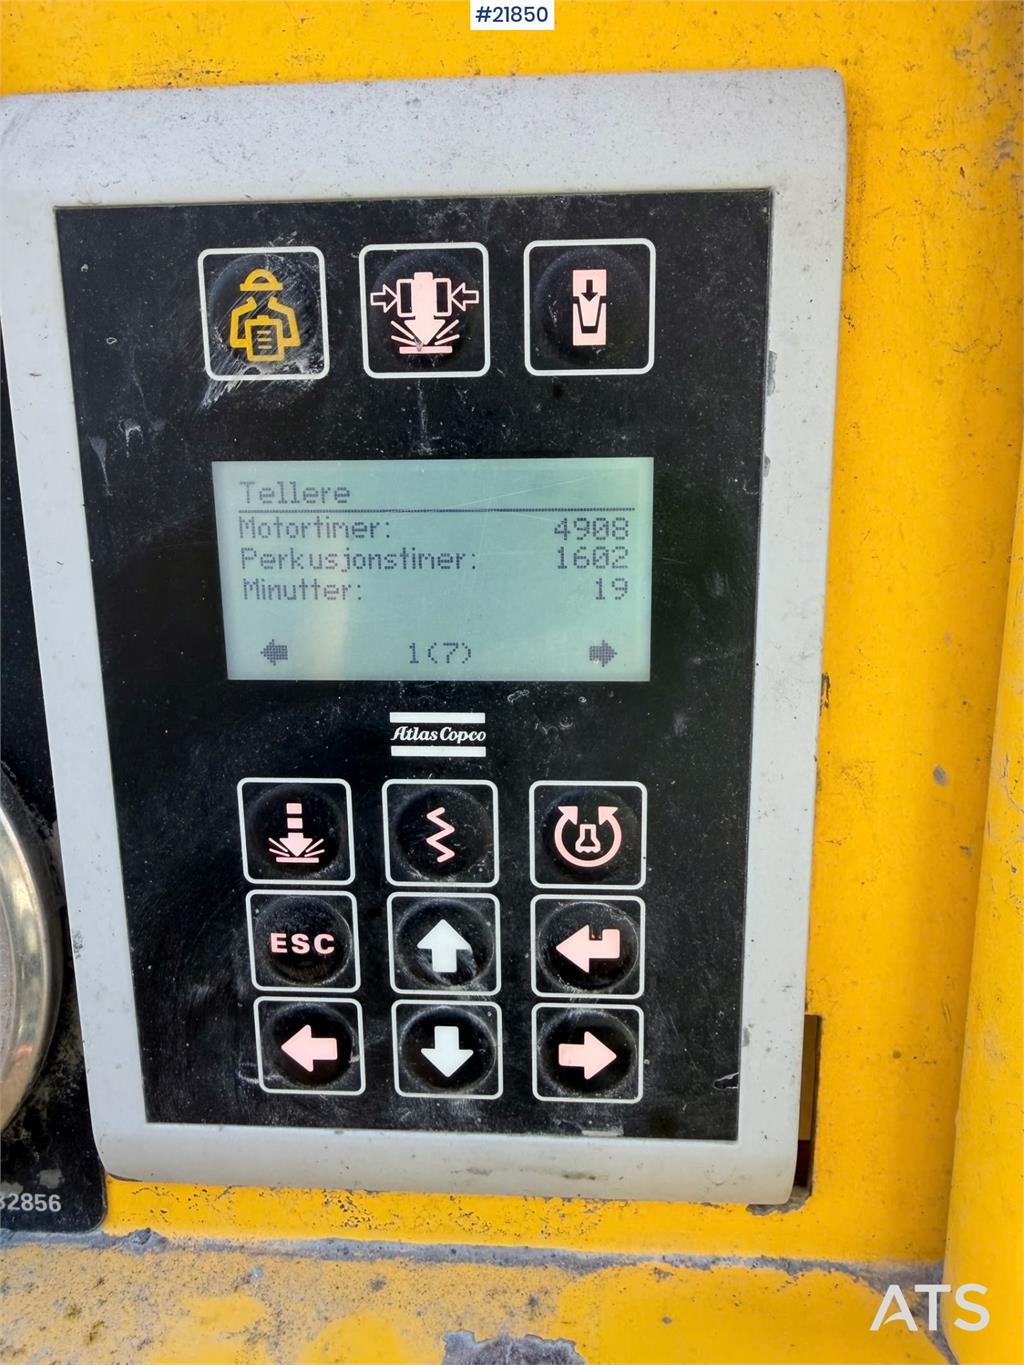 #21850
Tellere
Motortimer: 4908
Perkusjonstimer: 1602
Minutter: 19
1(7)
Atlas Copco
ESC
32856
ATS